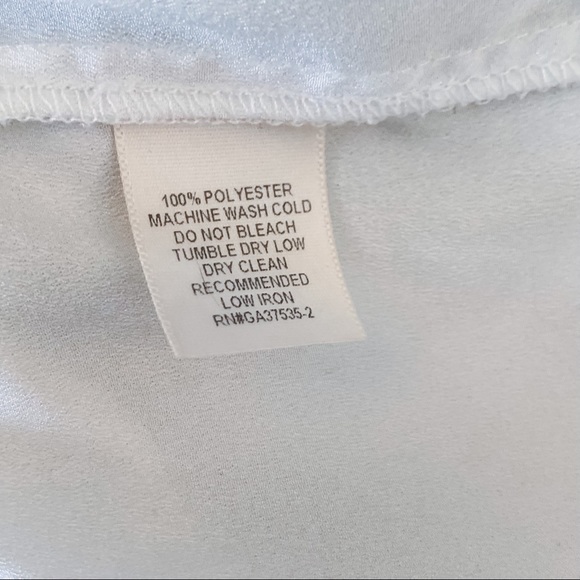 100% POLYESTER
MACHINE WASH COLD
DO NOT BLEACH
TUMBLE DRY LOW
DRY CLEAN
RECOMMENDED
LOW IRON
RN#GA37535-2